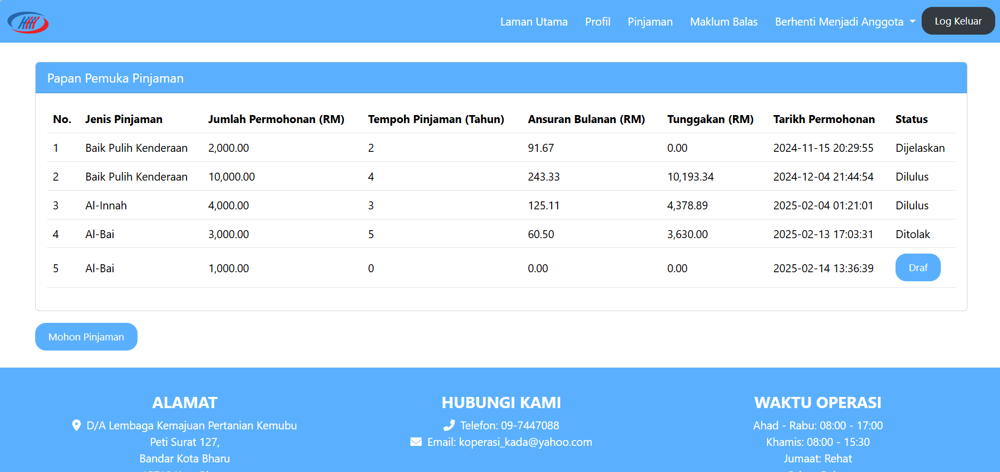 Laman Utama Profil Pinjaman Maklum Balas Berhenti Menjadi Anggota Log Keluar
Papan Pemuka Pinjaman
No. Jenis Pinjaman Jumlah Permohonan (RM) Tempoh Pinjaman (Tahun) Ansuran Bulanan (RM) Tunggakan (RM) Tarikh Permohonan Status
1 Baik Pulih Kenderaan 2,000.00 2 91.67 0.00 2024-11-15 20:29:55 Dijelaskan
2 Baik Pulih Kenderaan 10,000.00 4 243.33 10,193.34 2024-12-04 21:44:54 Dilulus
3 Al-Innah 4,000.00 3 125.11 4,378.89 2025-02-04 01:21:01 Dilulus
4 Al-Bai 3,000.00 5 60.50 3,630.00 2025-02-13 17:03:31 Ditolak
5 Al-Bai 1,000.00 0 0.00 0.00 2025-02-14 13:36:39 Draf
Mohon Pinjaman
ALAMAT
D/A Lembaga Kemajuan Pertanian Kemubu
Peti Surat 127,
Bandar Kota Bharu
HUBUNGI KAMI
Telefon: 09-7447088
Email: koperasi_kada@yahoo.com
WAKTU OPERASI
Ahad - Rabu: 08:00 - 17:00
Khamis: 08:00 - 15:30
Jumaat: Rehat